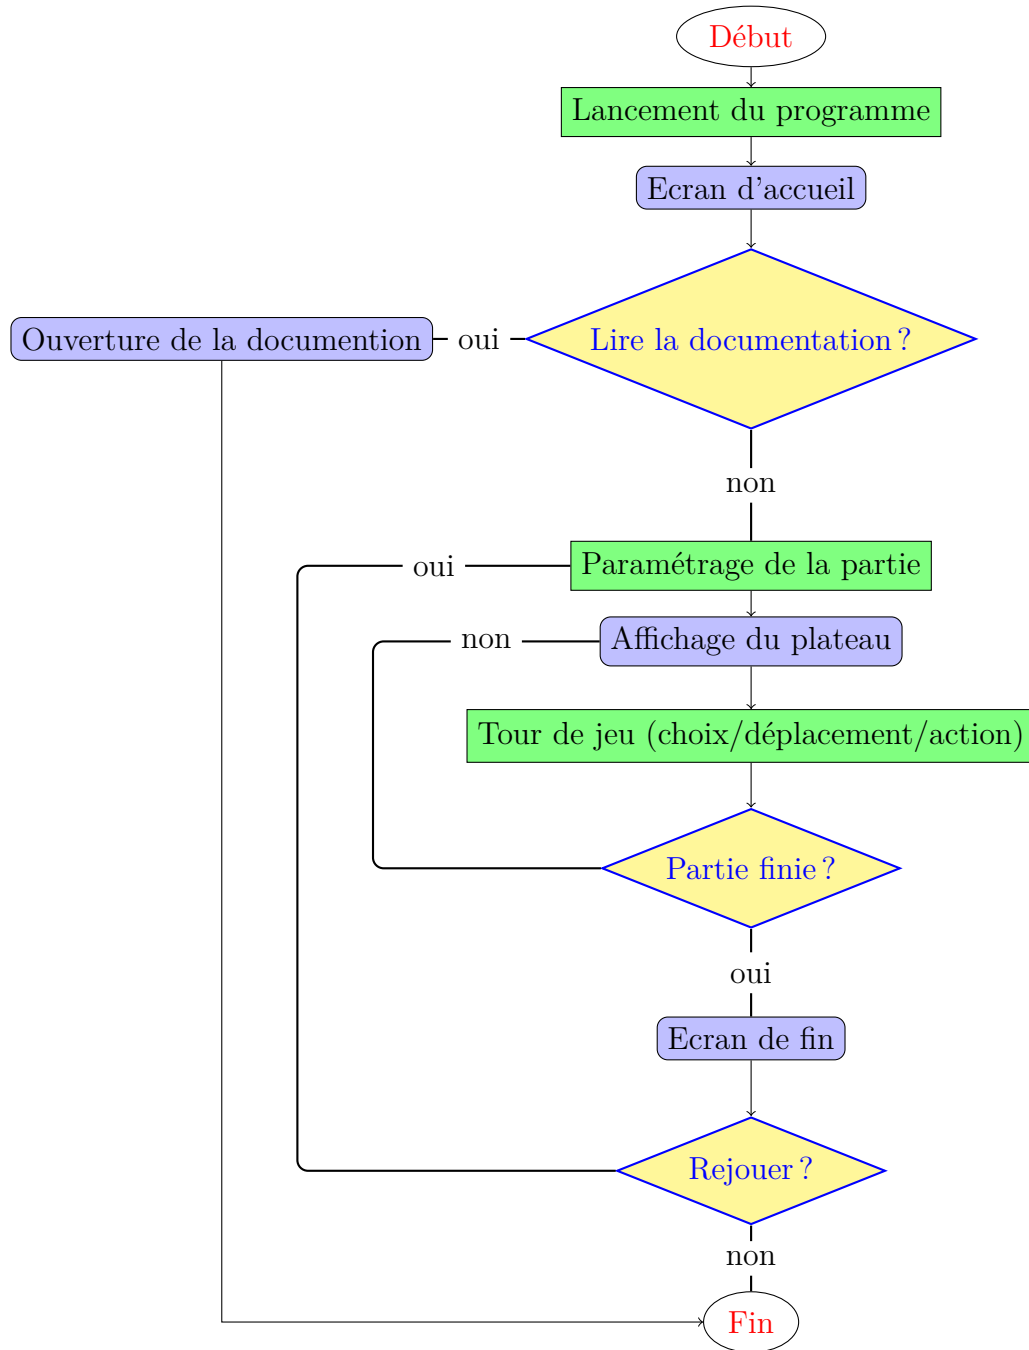 Début
Lancement du programme
Ecran d'accueil
Lire la documentation ?
oui
Ouverture de la documention
non
Paramétrage de la partie
oui
Affichage du plateau
non
Tour de jeu (choix/déplacement/action)
Partie finie ?
oui
Ecran de fin
Rejouer ?
non
Fin